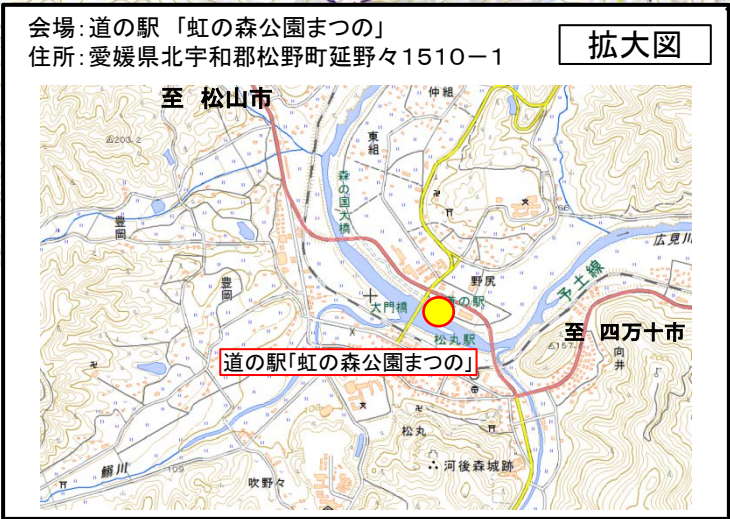 会場:道の駅 「虹の森公園まつの」
住所:愛媛県北宇和郡松野町延野々1510-1
拡大図
至 松山市
仲組
東組
203.2
森の国大橋
豊岡
豊岡
広見川
野尻
予土線
道の駅
大門橋
至 四万十市
松丸駅
157.
向井
道の駅「虹の森公園まつの」
松丸
河後森城跡
鰯川
109
吹野々